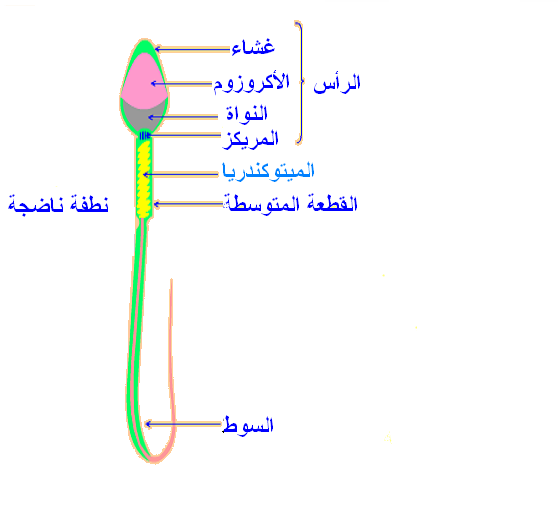 غشاء
الأكروزوم
الرأس
النواة
المريكز
الميتوكندريا
القطعة المتوسطة
نطفة ناضجة
السوط